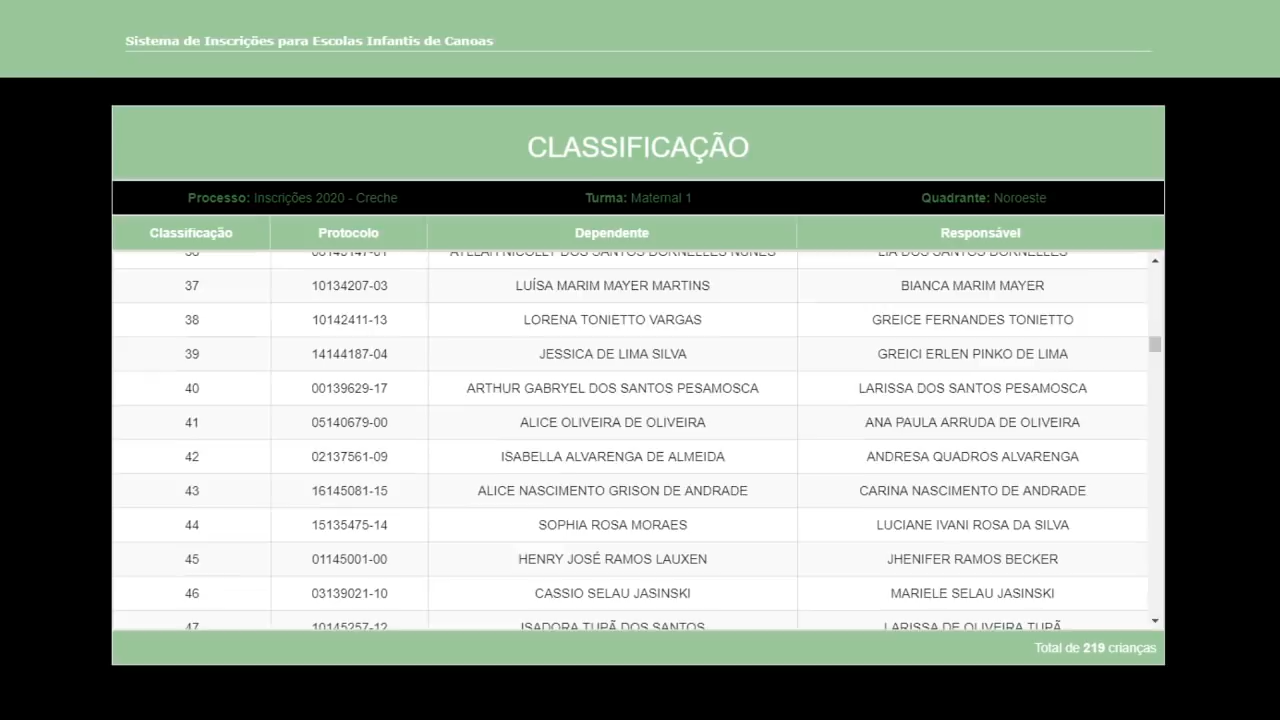 Sistema de Inscrições para Escolas Infantis de Canoas
CLASSIFICAÇÃO
Processo: Inscrições 2020 - Creche Turma: Maternal 1 Quadrante: Noroeste
Classificação Protocolo Dependente Responsável
37 10134207-03 LUÍSA MARIM MAYER MARTINS BIANCA MARIM MAYER
38 10142411-13 LORENA TONIETTO VARGAS GREICE FERNANDES TONIETTO
39 14144187-04 JESSICA DE LIMA SILVA GREICI ERLEN PINKO DE LIMA
40 00139629-17 ARTHUR GABRYEL DOS SANTOS PESAMOSCA LARISSA DOS SANTOS PESAMOSCA
41 05140679-00 ALICE OLIVEIRA DE OLIVEIRA ANA PAULA ARRUDA DE OLIVEIRA
42 02137561-09 ISABELLA ALVARENGA DE ALMEIDA ANDRESA QUADROS ALVARENGA
43 16145081-15 ALICE NASCIMENTO GRISON DE ANDRADE CARINA NASCIMENTO DE ANDRADE
44 15135475-14 SOPHIA ROSA MORAES LUCIANE IVANI ROSA DA SILVA
45 01145001-00 HENRY JOSÉ RAMOS LAUXEN JHENIFER RAMOS BECKER
46 03139021-10 CASSIO SELAU JASINSKI MARIELE SELAU JASINSKI
47 10145257-12 ISADORA TUPÃ DOS SANTOS LARISSA DE OLIVEIRA TUPÃ
Total de 219 crianças